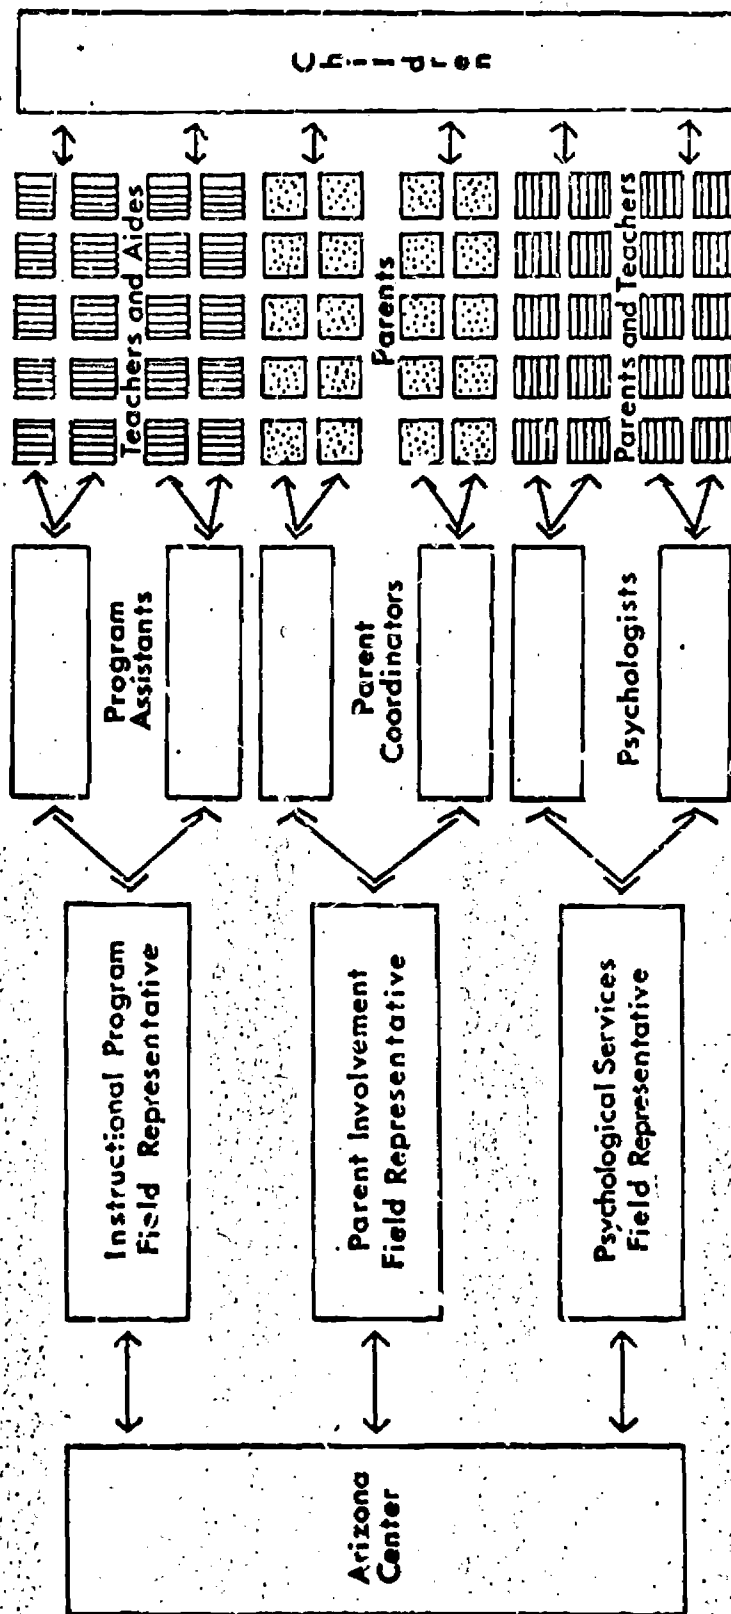 Arizona
Center
Instructional Program
Field Representative
Parent Involvement
Field Representative
Psychological Services
Field Representative
Program
Assistants
Parent
Coordinators
Psychologists
Teachers and Aides
Parents
Parents and Teachers
Children